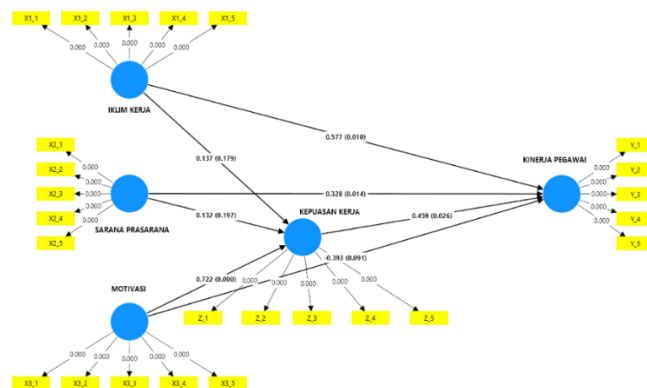 X1_1 X1_2 X1_3 X1_4 X1_5
0.000 0.000 0.000 0.000 0.000
IKLIM KERJA
0.577 (0.010)
X2_1
X2_2
X2_3
X2_4
X2_5
0.000
0.000
0.000
0.000
0.000
SARANA PRASARANA
0.137 (0.179)
0.328 (0.014)
0.132 (0.197)
KINERJA PEGAWAI
Y_1
Y_2
Y_3
Y_4
Y_5
0.000
0.000
0.000
0.000
0.000
KEPUASAN KERJA
0.459 (0.026)
-0.393 (0.091)
0.722 (0.000)
0.000 0.000 0.000 0.000 0.000
Z_1 Z_2 Z_3 Z_4 Z_5
MOTIVASI
0.000 0.000 0.000 0.000 0.000
X3_1 X3_2 X3_3 X3_4 X3_5